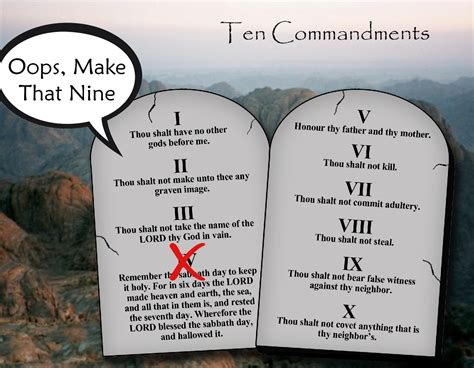 Ten Commandments
Oops, Make
That Nine
I
Thou shalt have no other
gods before me.
II
Thou shalt not make unto thee any
graven image.
III
Thou shalt not take the name of the
LORD thy God in vain.
IV
Remember the sabbath day to keep
it holy. For in six days the LORD
made heaven and earth, the sea,
and all that in them is, and rested
the seventh day. Wherefore the
LORD blessed the sabbath day,
and hallowed it.
V
Honour thy father and thy mother.
VI
Thou shalt not kill.
VII
Thou shalt not commit adultery.
VIII
Thou shalt not steal.
IX
Thou shalt not bear false witness
against thy neighbor.
X
Thou shalt not covet anything that is
thy neighbor's.